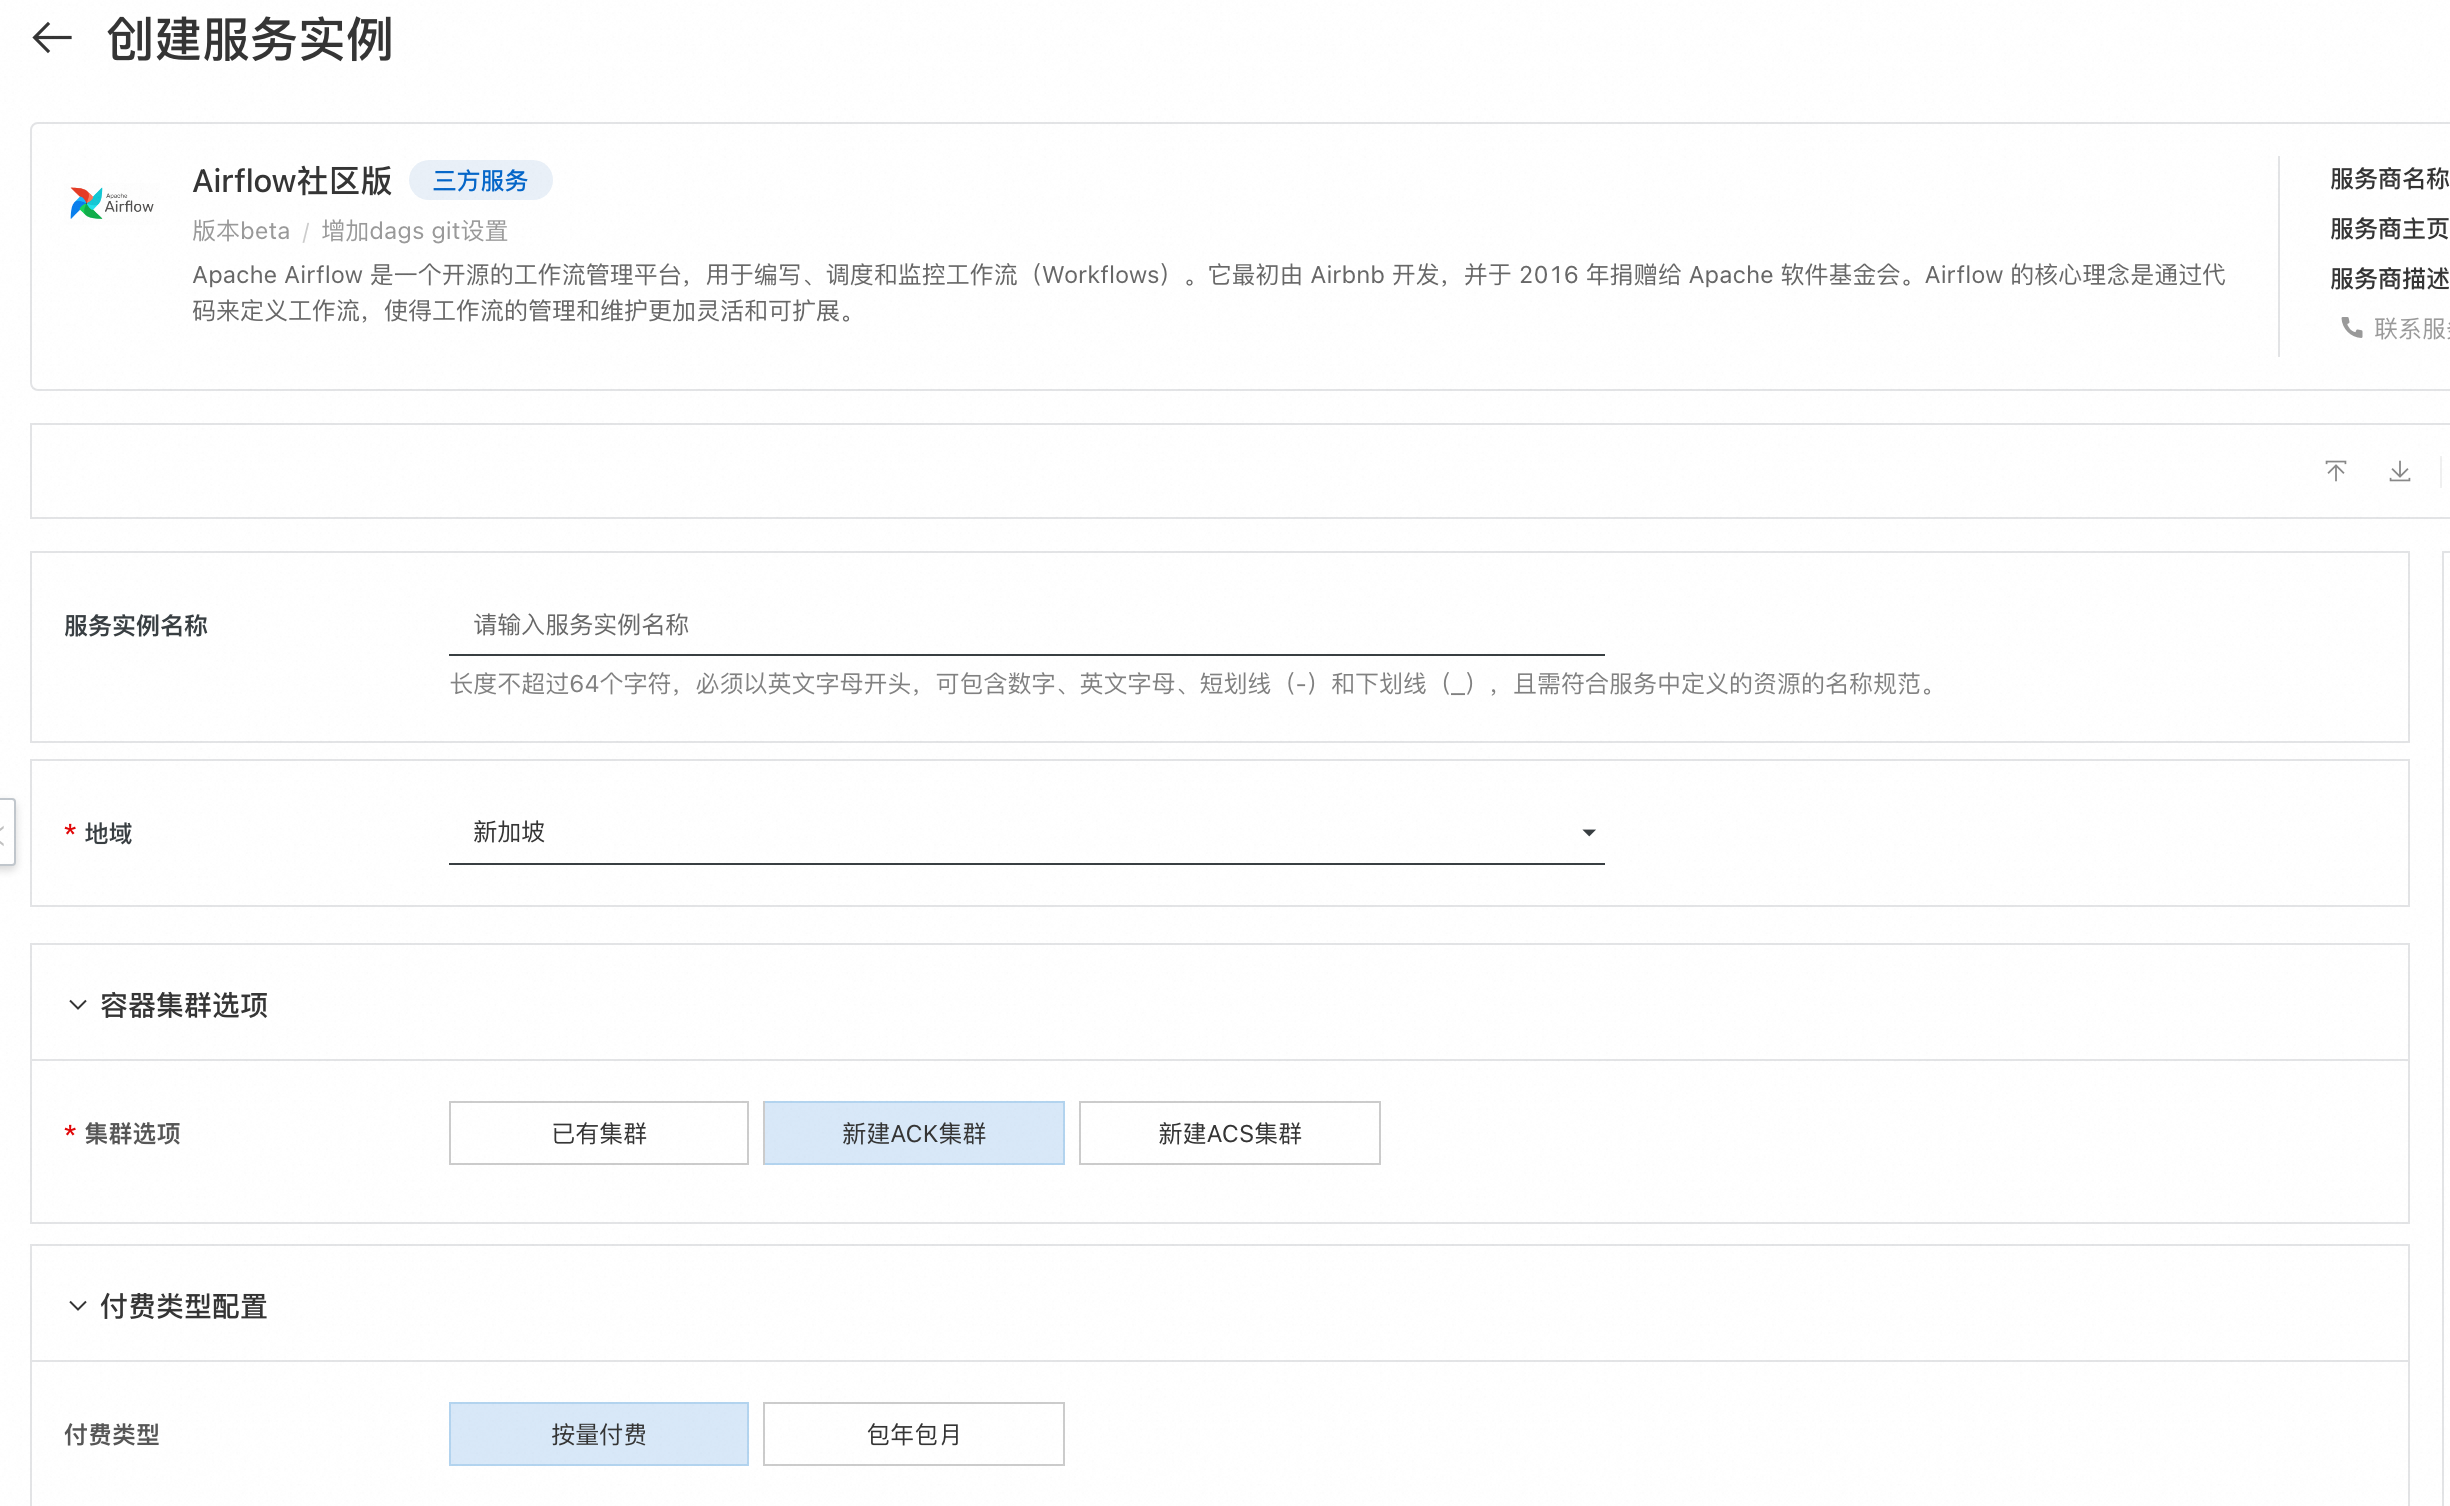 创建服务实例
Apache
Airflow
Airflow社区版 三方服务
版本beta / 增加dags git设置
Apache Airflow 是一个开源的工作流管理平台，用于编写、调度和监控工作流（Workflows）。它最初由 Airbnb 开发，并于 2016 年捐赠给 Apache 软件基金会。Airflow 的核心理念是通过代
码来定义工作流，使得工作流的管理和维护更加灵活和可扩展。
服务商名称
服务商主页
服务商描述
联系服
服务实例名称 请输入服务实例名称
长度不超过64个字符，必须以英文字母开头，可包含数字、英文字母、短划线（-）和下划线（_），且需符合服务中定义的资源的名称规范。
* 地域 新加坡
容器集群选项
* 集群选项 已有集群 新建ACK集群 新建ACS集群
付费类型配置
付费类型 按量付费 包年包月